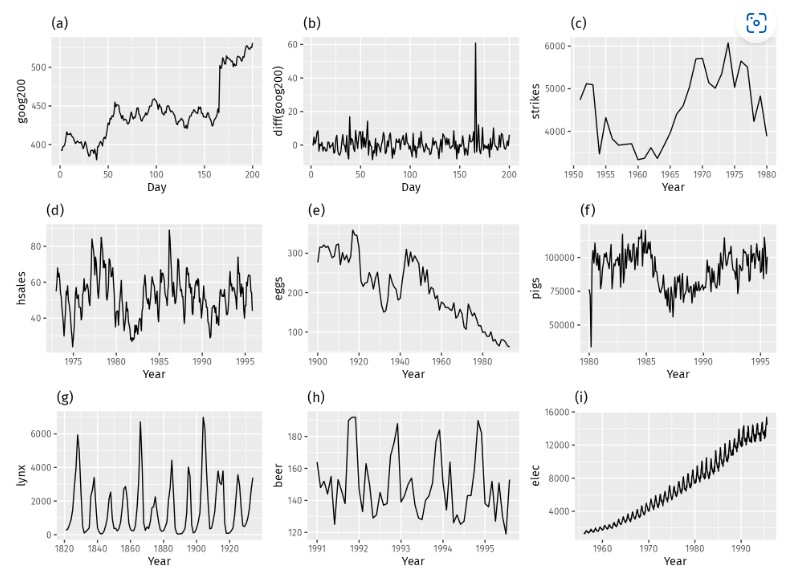 (a)
goog200
500
450
400
0
50
100
150
200
Day
(b)
diff(goog200)
60
40
20
0
0
50
100
150
200
Day
(c)
strikes
6000
5000
4000
1950
1955
1960
1965
1970
1975
1980
Year
(d)
hsales
80
60
40
1975
1980
1985
1990
1995
Year
(e)
eggs
300
200
100
1900
1920
1940
1960
1980
Year
(f)
pigs
100000
75000
50000
1980
1985
1990
1995
Year
(g)
lynx
6000
4000
2000
0
1820
1840
1860
1880
1900
1920
Year
(h)
beer
180
160
140
120
1991
1992
1993
1994
1995
Year
(i)
elec
16000
12000
8000
4000
1960
1970
1980
1990
Year